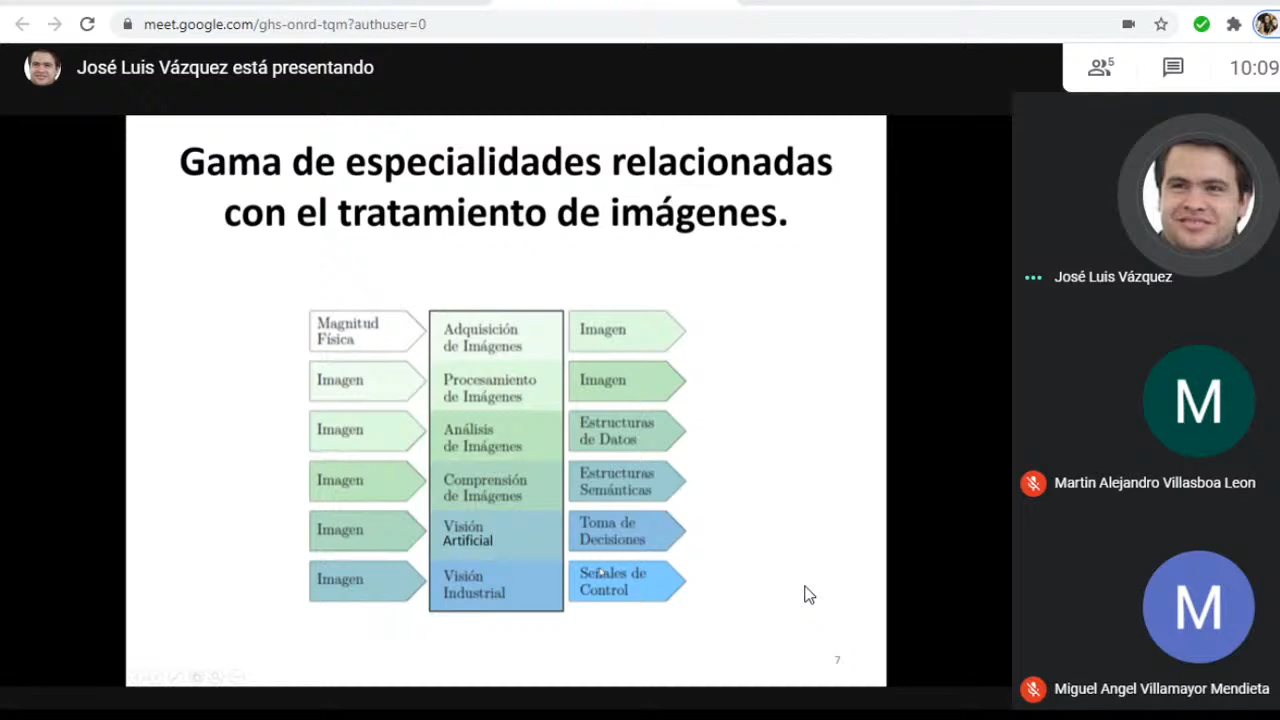 meet.google.com/ghs-onrd-tqm?authuser=0
José Luis Vázquez está presentando
5
10:09
Gama de especialidades relacionadas
con el tratamiento de imágenes.
Magnitud
Física
Adquisición
de Imágenes
Imagen
Imagen
Procesamiento
de Imágenes
Imagen
Imagen
Análisis
de Imágenes
Estructuras
de Datos
Imagen
Comprensión
de Imágenes
Estructuras
Semánticas
Imagen
Visión
Artificial
Toma de
Decisiones
Imagen
Visión
Industrial
Señales de
Control
7
José Luis Vázquez
M
Martin Alejandro Villasboa Leon
M
Miguel Angel Villamayor Mendieta